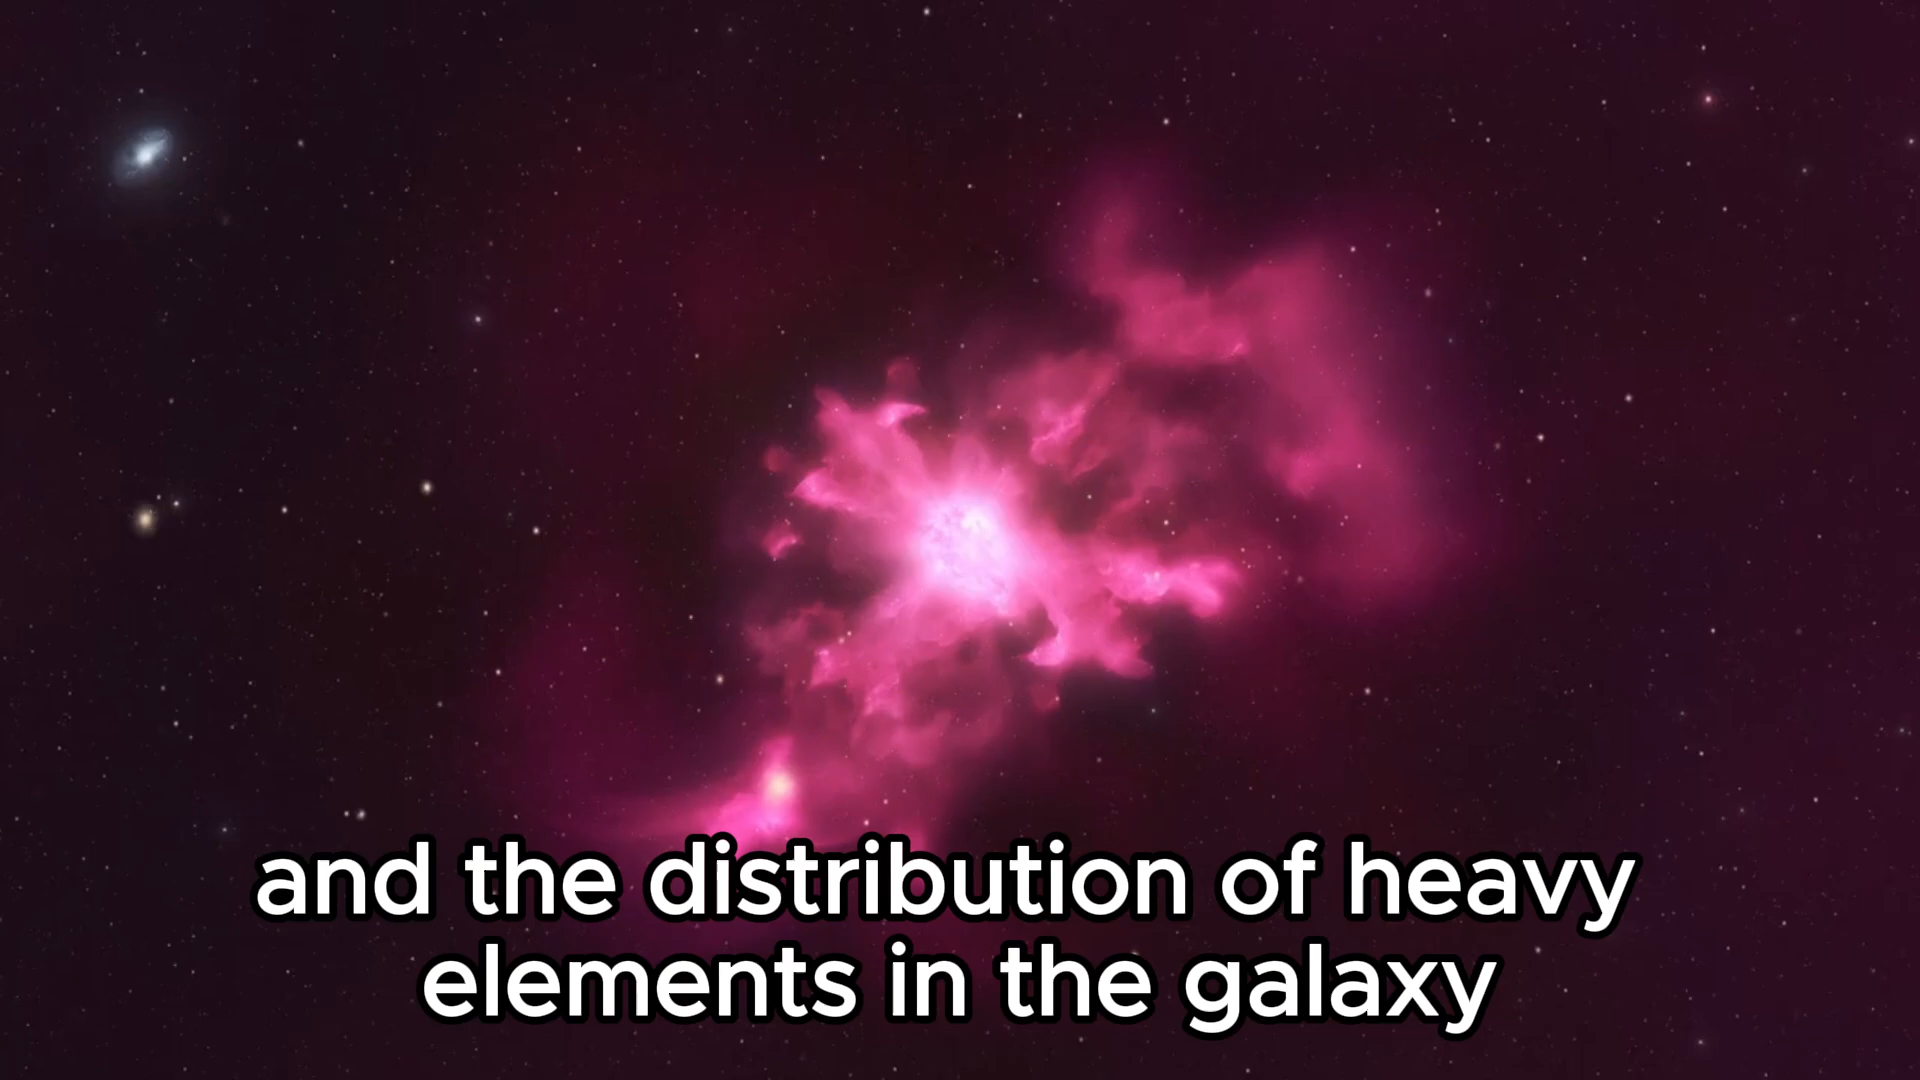 and the distribution of heavy
elements in the galaxy